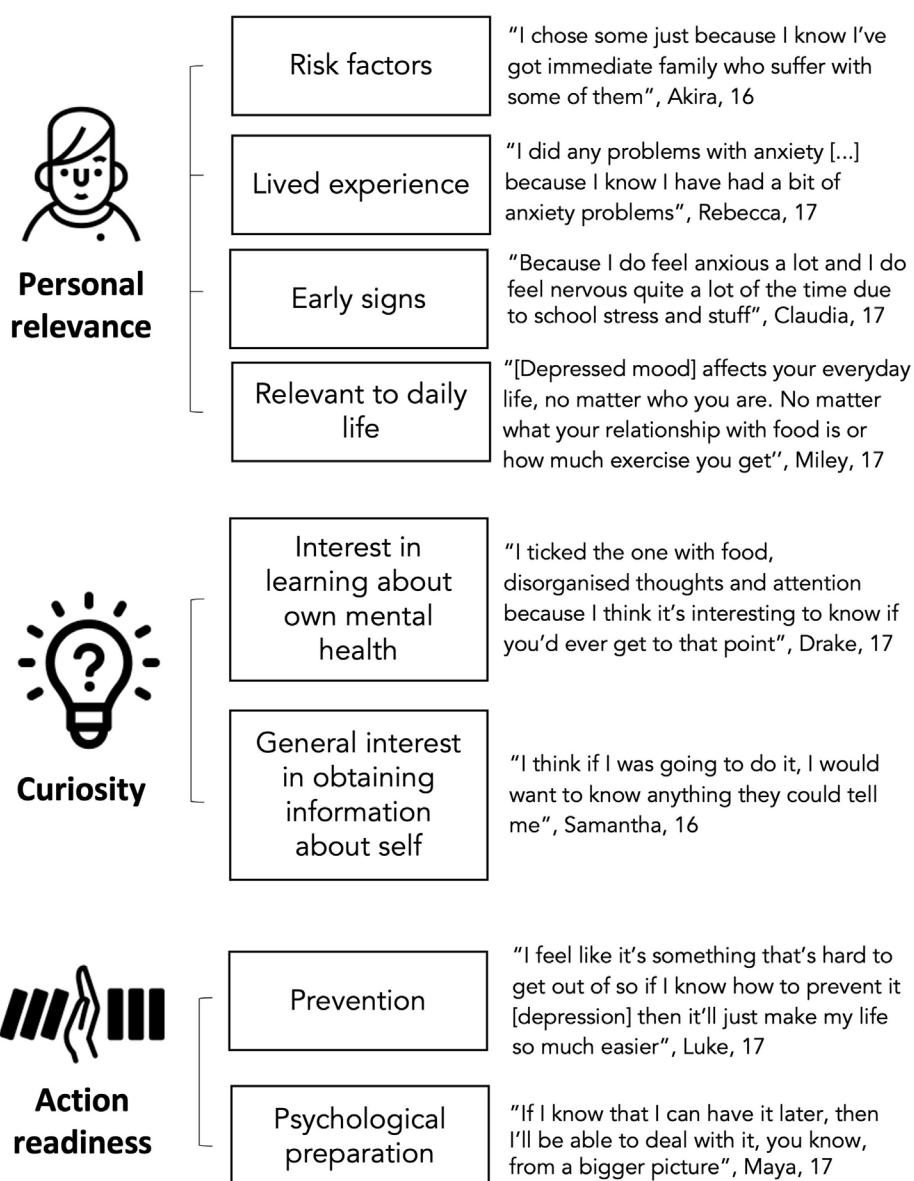 Risk factors
“I chose some just because I know I’ve
got immediate family who suffer with
some of them”, Akira, 16
Lived experience
“I did any problems with anxiety [...]
because I know I have had a bit of
anxiety problems”, Rebecca, 17
Personal
relevance
Early signs
“Because I do feel anxious a lot and I do
feel nervous quite a lot of the time due
to school stress and stuff”, Claudia, 17
Relevant to daily
life
“[Depressed mood] affects your everyday
life, no matter who you are. No matter
what your relationship with food is or
how much exercise you get’’, Miley, 17
?
Curiosity
Interest in
learning about
own mental
health
“I ticked the one with food,
disorganised thoughts and attention
because I think it’s interesting to know if
you’d ever get to that point”, Drake, 17
General interest
in obtaining
information
about self
“I think if I was going to do it, I would
want to know anything they could tell
me”, Samantha, 16
Action
readiness
Prevention
“I feel like it’s something that’s hard to
get out of so if I know how to prevent it
[depression] then it’ll just make my life
so much easier”, Luke, 17
Psychological
preparation
“If I know that I can have it later, then
I’ll be able to deal with it, you know,
from a bigger picture”, Maya, 17